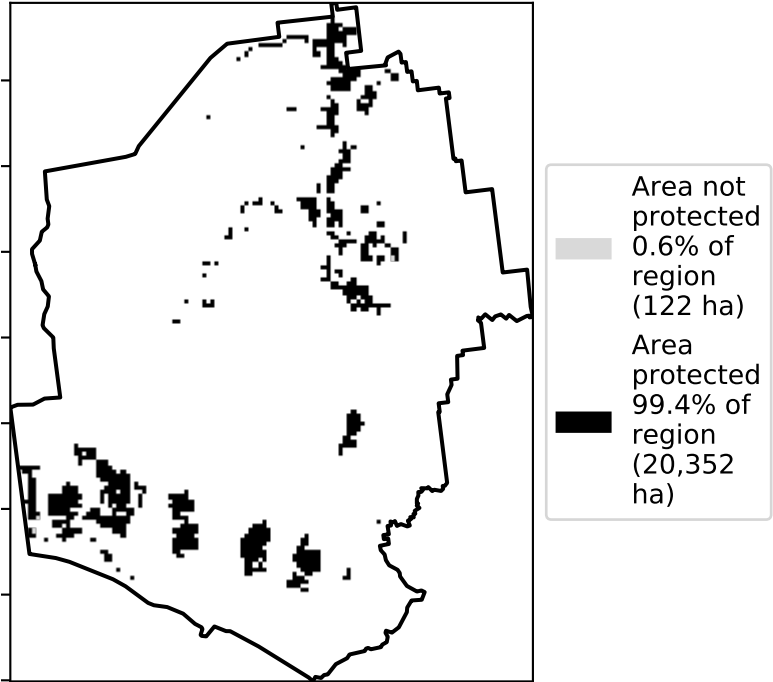 Area not
protected
0.6% of
region
(122 ha)
Area
protected
99.4% of
region
(20,352
ha)